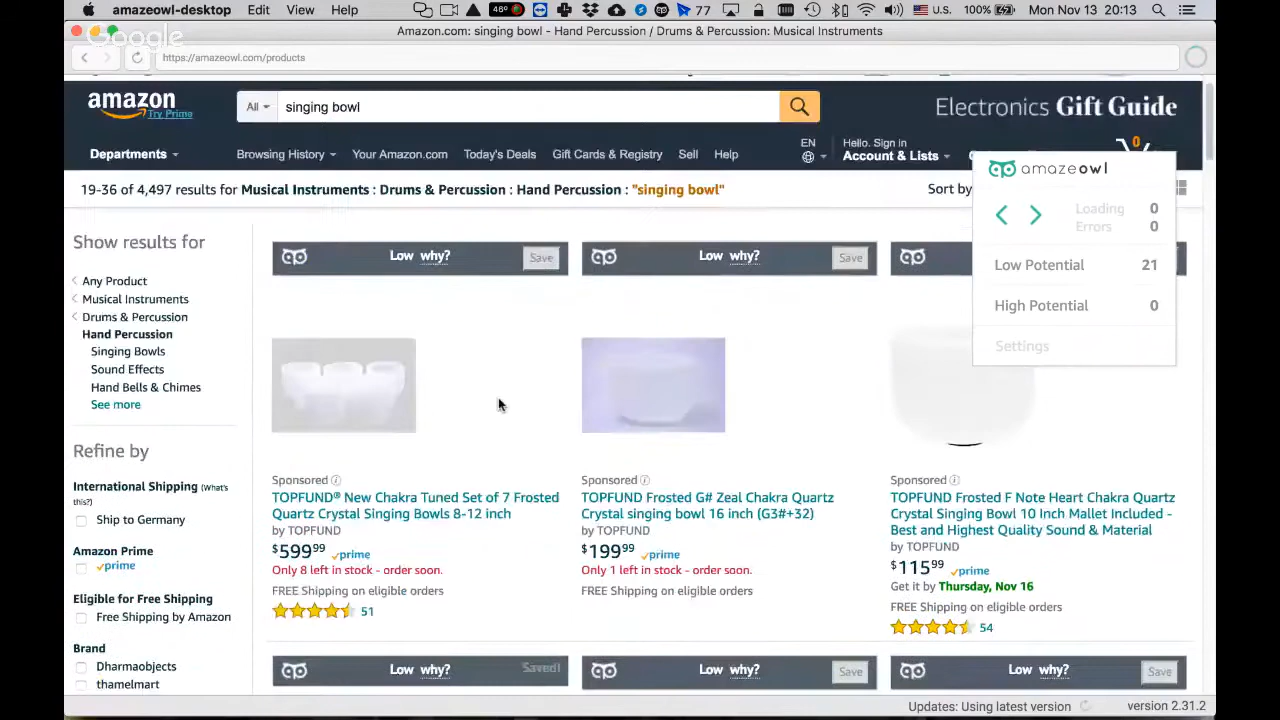 amazeowl-desktop Edit View Help 46° 77 U.S. 100% Mon Nov 13 20:13
Google
Amazon.com: singing bowl - Hand Percussion / Drums & Percussion: Musical Instruments
https://amazeowl.com/products
amazon
Try Prime
All
singing bowl
Electronics Gift Guide
Departments
Browsing History
Your Amazon.com
Today's Deals
Gift Cards & Registry
Sell
Help
EN
Hello. Sign in
Account & Lists
0
19-36 of 4,497 results for Musical Instruments : Drums & Percussion : Hand Percussion : "singing bowl"
Sort by
amazeowl
Loading 0
Errors 0
Low Potential 21
High Potential 0
Settings
Show results for
Any Product
Musical Instruments
Drums & Percussion
Hand Percussion
Singing Bowls
Sound Effects
Hand Bells & Chimes
See more
Refine by
International Shipping (What's
this?)
Ship to Germany
Amazon Prime
prime
Eligible for Free Shipping
Free Shipping by Amazon
Brand
Dharmaobjects
thamelmart
Low why? Save
Sponsored
TOPFUND® New Chakra Tuned Set of 7 Frosted
Quartz Crystal Singing Bowls 8-12 inch
by TOPFUND
$599 99 prime
Only 8 left in stock - order soon.
FREE Shipping on eligible orders
51
Low why? Save
Sponsored
TOPFUND Frosted G# Zeal Chakra Quartz
Crystal singing bowl 16 inch (G3#+32)
by TOPFUND
$199 99 prime
Only 1 left in stock - order soon.
FREE Shipping on eligible orders
Sponsored
TOPFUND Frosted F Note Heart Chakra Quartz
Crystal Singing Bowl 10 Inch Mallet Included -
Best and Highest Quality Sound & Material
by TOPFUND
$115 99 prime
Get it by Thursday, Nov 16
FREE Shipping on eligible orders
54
Low why? Saved!
Low why? Save
Low why? Save
Updates: Using latest version
version 2.31.2